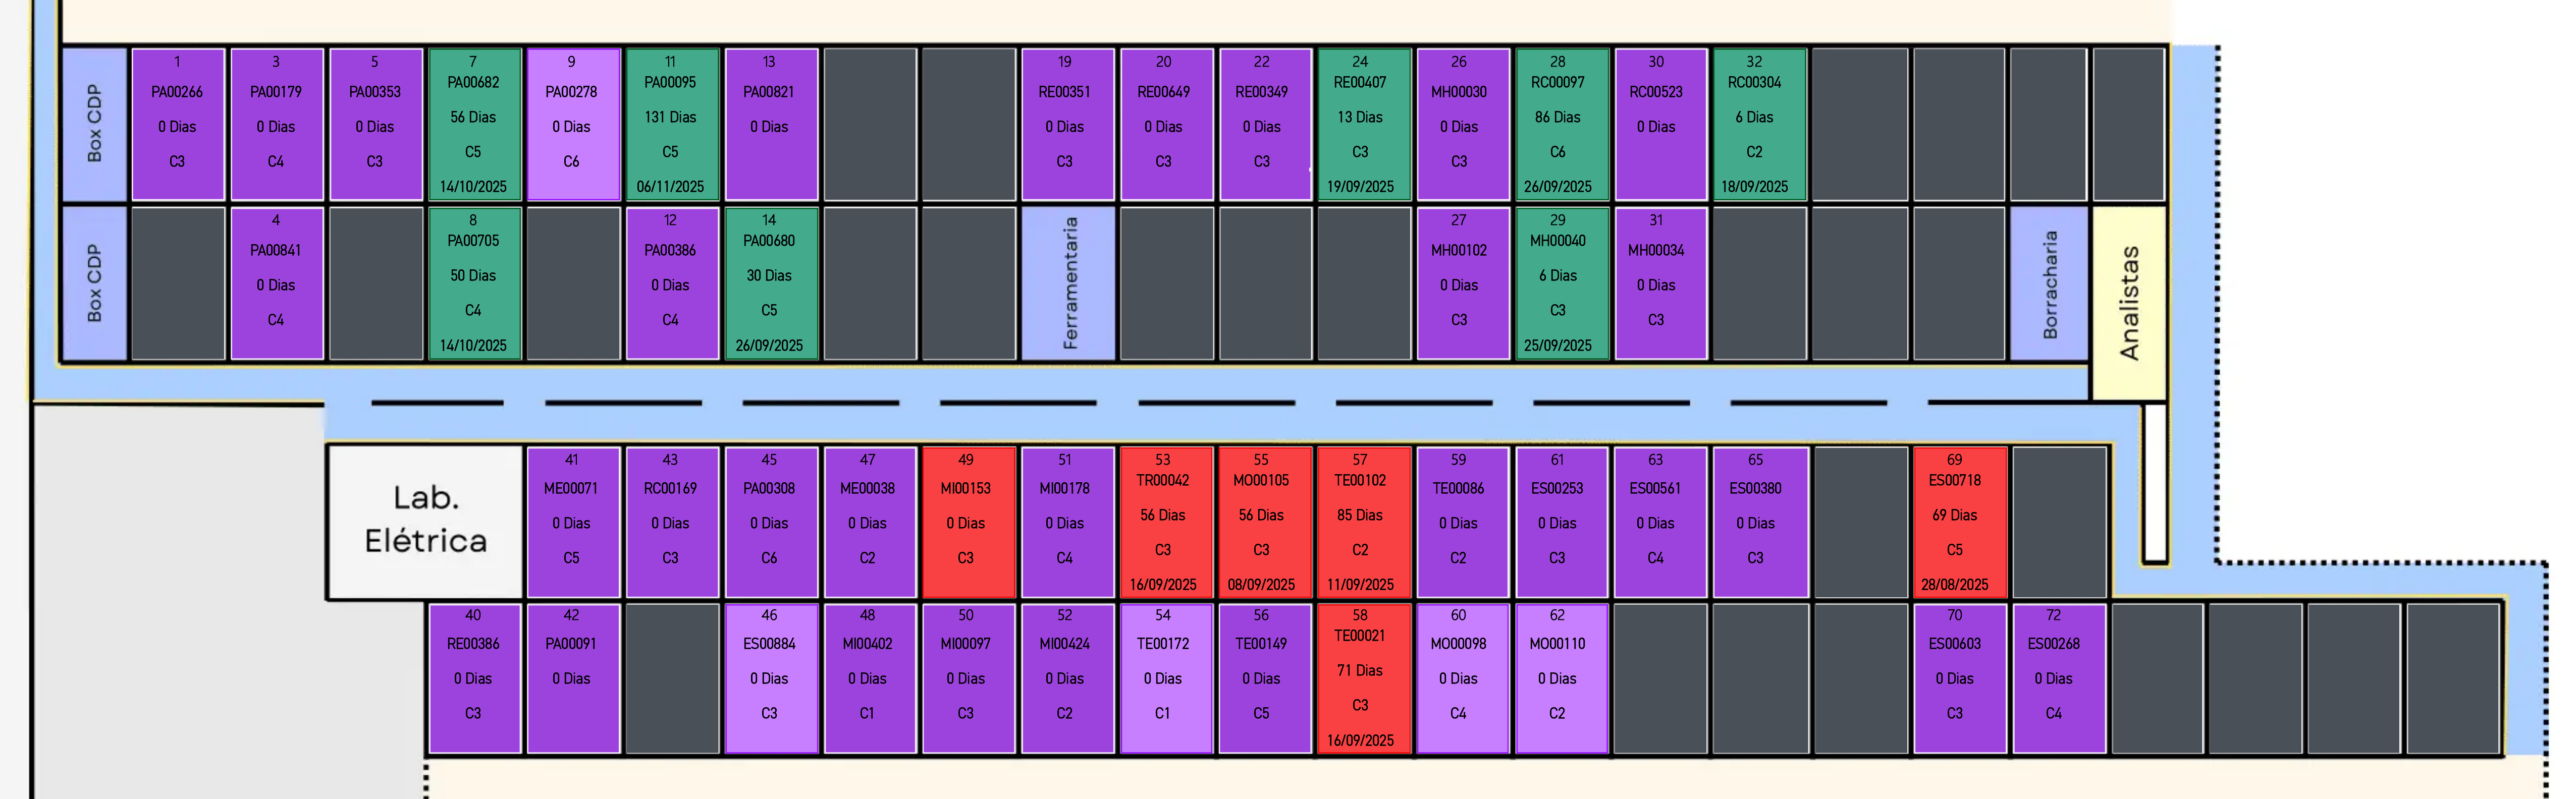 Box CDP
1
PA00266
0 Dias
C3
3
PA00179
0 Dias
C4
5
PA00353
0 Dias
C3
7
PA00682
56 Dias
C5
14/10/2025
9
PA00278
0 Dias
C6
11
PA00095
131 Dias
C5
06/11/2025
13
PA00821
0 Dias
19
RE00351
0 Dias
C3
20
RE00649
0 Dias
C3
22
RE00349
0 Dias
C3
24
RE00407
13 Dias
C3
19/09/2025
26
MH00030
0 Dias
C3
28
RC00097
86 Dias
C6
26/09/2025
30
RC00523
0 Dias
32
RC00304
6 Dias
C2
18/09/2025
Box CDP
4
PA00841
0 Dias
C4
8
PA00705
50 Dias
C4
14/10/2025
12
PA00386
0 Dias
C4
14
PA00680
30 Dias
C5
26/09/2025
Ferramentaria
27
MH00102
0 Dias
C3
29
MH00040
6 Dias
C3
25/09/2025
31
MH00034
0 Dias
C3
Borracharia
Analistas
Lab.
Elétrica
41
ME00071
0 Dias
C5
43
RC00169
0 Dias
C3
45
PA00308
0 Dias
C6
47
ME00038
0 Dias
C2
49
MI00153
0 Dias
C3
51
MI00178
0 Dias
C4
53
TR00042
56 Dias
C3
16/09/2025
55
MO00105
56 Dias
C3
08/09/2025
57
TE00102
85 Dias
C2
11/09/2025
59
TE00086
0 Dias
C2
61
ES00253
0 Dias
C3
63
ES00561
0 Dias
C4
65
ES00380
0 Dias
C3
69
ES00718
69 Dias
C5
28/08/2025
40
RE00386
0 Dias
C3
42
PA00091
0 Dias
46
ES00884
0 Dias
C3
48
MI00402
0 Dias
C1
50
MI00097
0 Dias
C3
52
MI00424
0 Dias
C2
54
TE00172
0 Dias
C1
56
TE00149
0 Dias
C5
58
TE00021
71 Dias
C3
16/09/2025
60
MO00098
0 Dias
C4
62
MO00110
0 Dias
C2
70
ES00603
0 Dias
C3
72
ES00268
0 Dias
C4